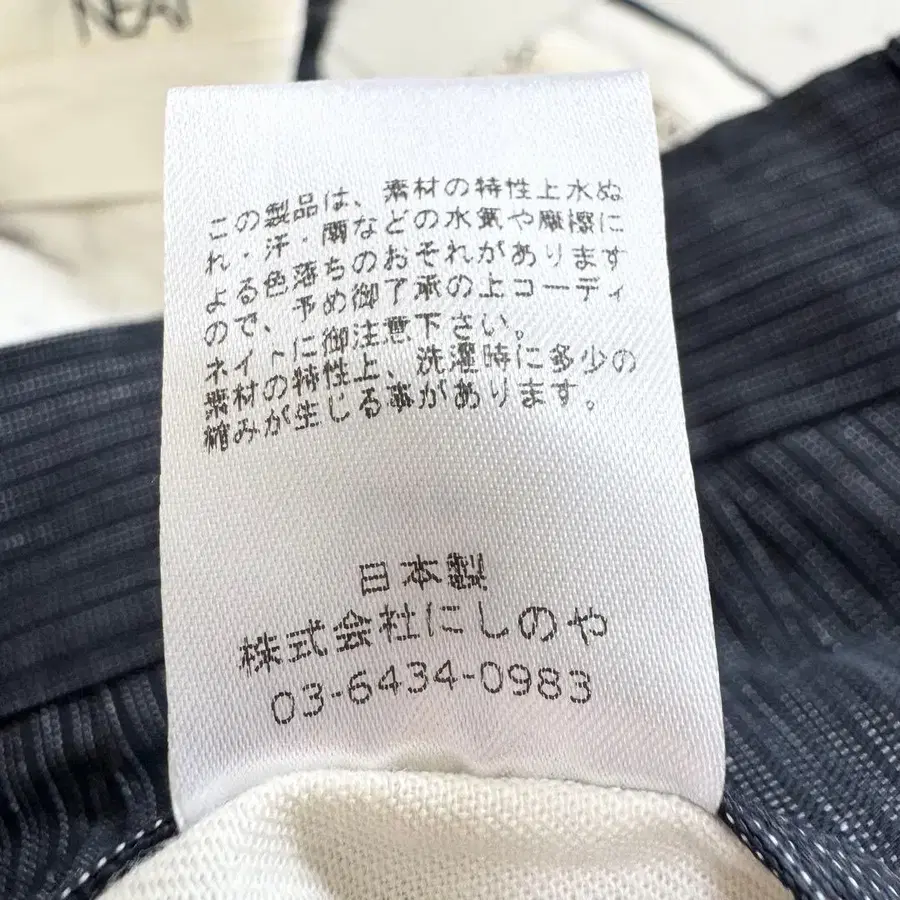 NEAT
この製品は、素材の特性上水ぬ
れ・汗・雨などの水気や摩擦に
よる色落ちのおそれがあります
ので、予め御了承の上コーディ
ネイトに御注意下さい。
素材の特性上、洗濯時に多少の
縮みが生じる事があります。
日本製
株式会社にしのや
03-6434-0983